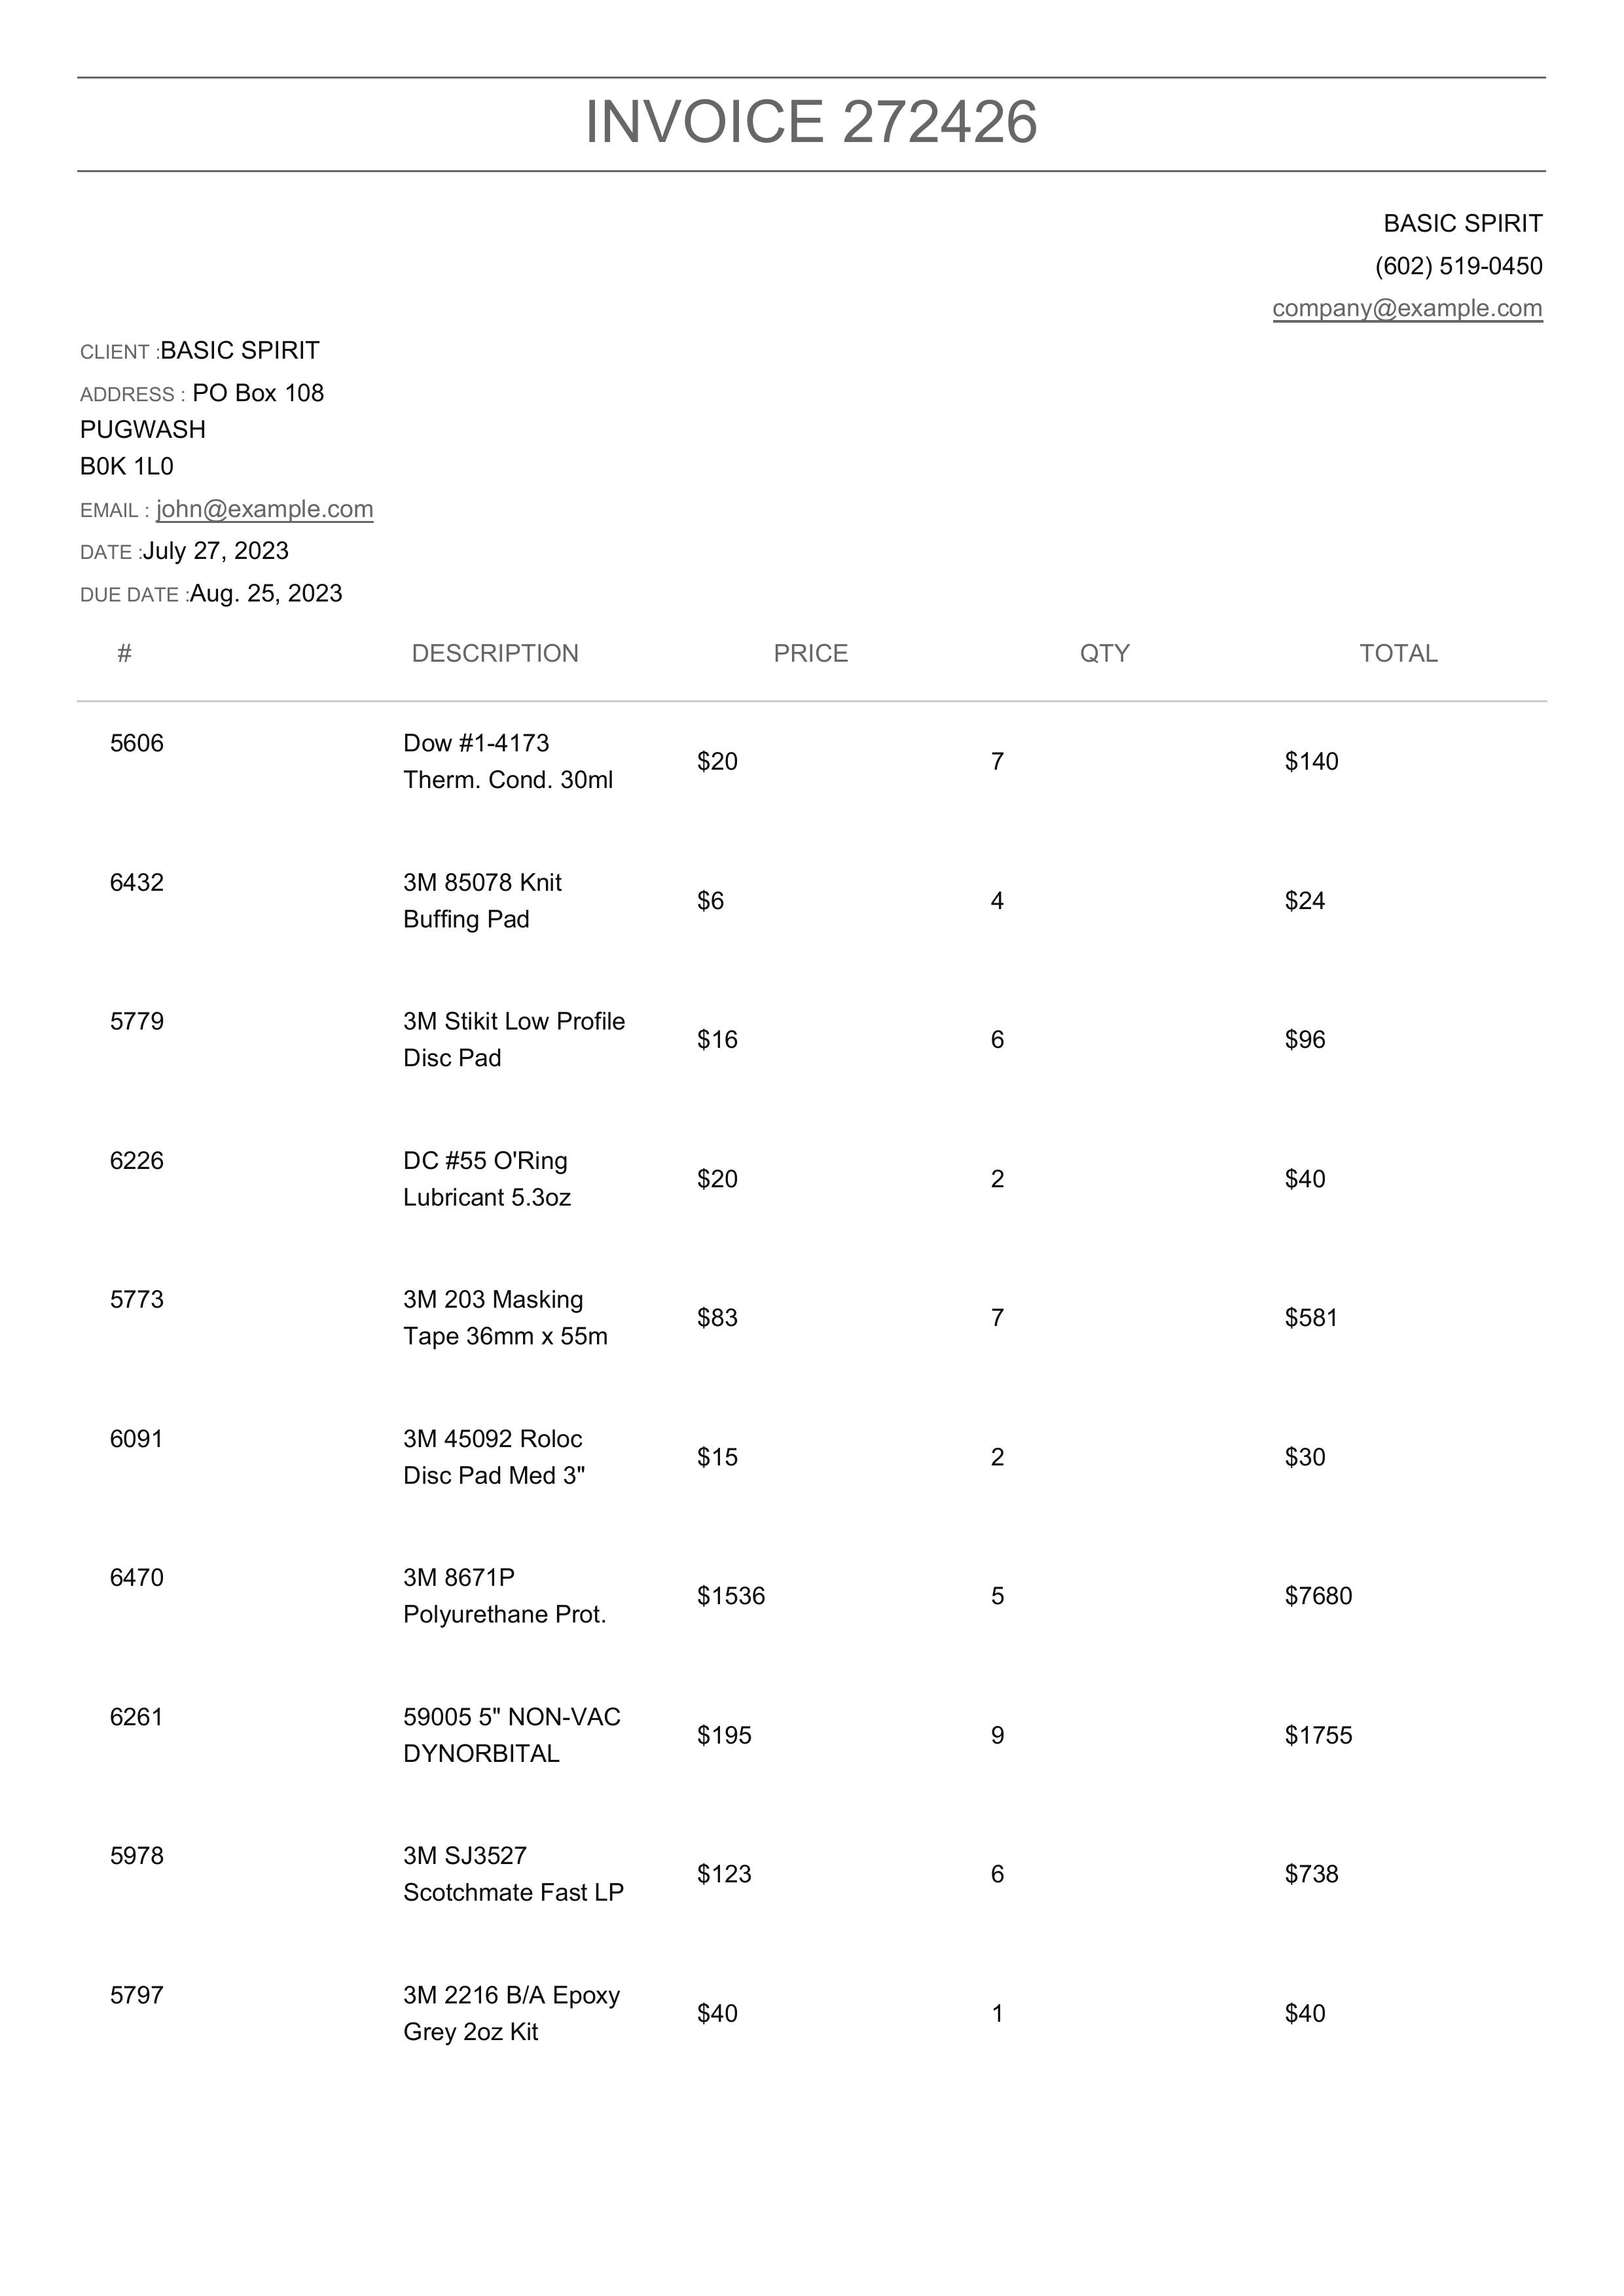 INVOICE 272426
BASIC SPIRIT
(602) 519-0450
company@example.com
CLIENT :BASIC SPIRIT
ADDRESS : PO Box 108
PUGWASH
B0K 1L0
EMAIL : john@example.com
DATE :July 27, 2023
DUE DATE :Aug. 25, 2023
# DESCRIPTION PRICE QTY TOTAL
5606 Dow #1-4173
Therm. Cond. 30ml $20 7 $140
6432 3M 85078 Knit
Buffing Pad $6 4 $24
5779 3M Stikit Low Profile
Disc Pad $16 6 $96
6226 DC #55 O'Ring
Lubricant 5.3oz $20 2 $40
5773 3M 203 Masking
Tape 36mm x 55m $83 7 $581
6091 3M 45092 Roloc
Disc Pad Med 3" $15 2 $30
6470 3M 8671P
Polyurethane Prot. $1536 5 $7680
6261 59005 5" NON-VAC
DYNORBITAL $195 9 $1755
5978 3M SJ3527
Scotchmate Fast LP $123 6 $738
5797 3M 2216 B/A Epoxy
Grey 2oz Kit $40 1 $40